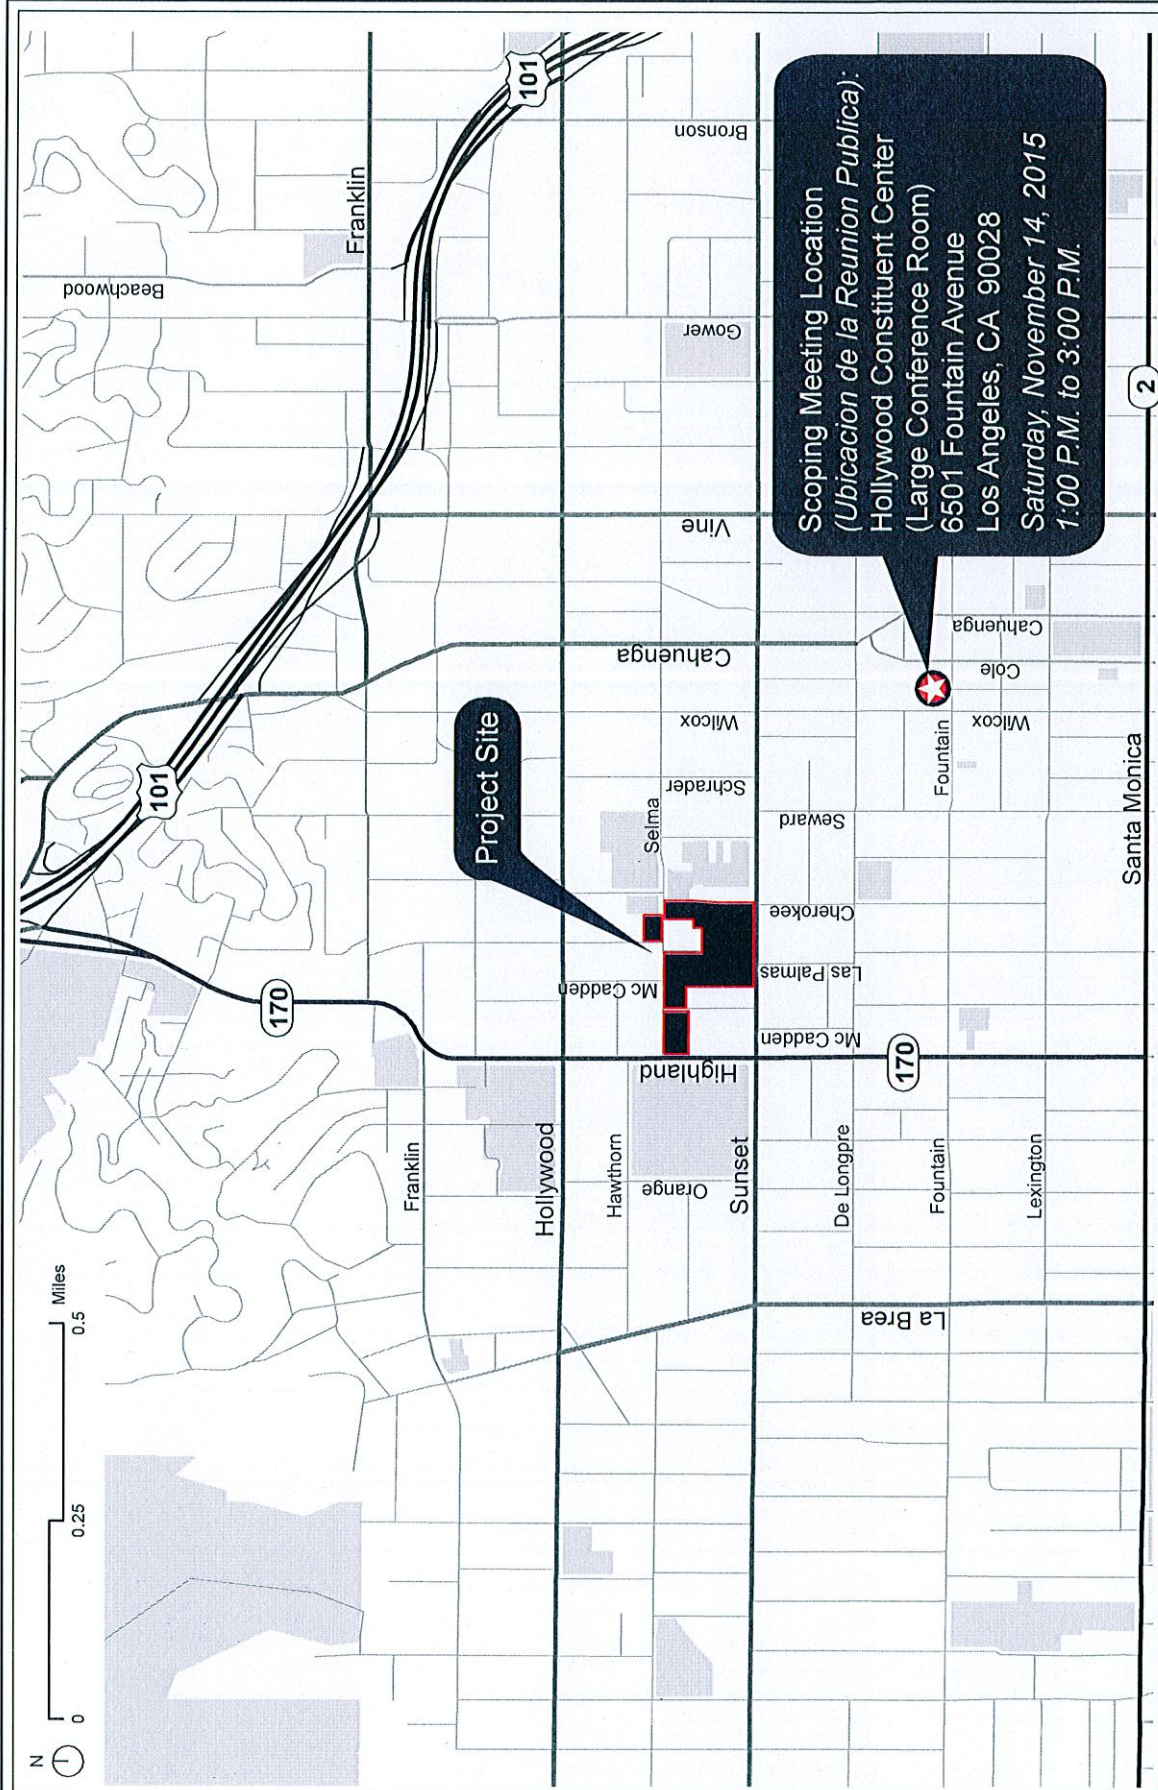 N
0 0.25 0.5 Miles
Beachwood
101
170
Franklin
Franklin
101
Project Site
Hollywood
Hawthorn
Mc Cadden
Selma
Orange
Highland
Schrader
Wilcox
Cahuenga
Vine
Gower
Bronson
Sunset
Mc Cadden
Las Palmas
Cherokee
Seward
De Longpre
La Brea
170
Fountain
Fountain
Wilcox
Cole
Cahuenga
Lexington
Santa Monica
2
Scoping Meeting Location
(Ubicacion de la Reunion Publica):
Hollywood Constituent Center
(Large Conference Room)
6501 Fountain Avenue
Los Angeles, CA 90028
Saturday, November 14, 2015
1:00 P.M. to 3:00 P.M.